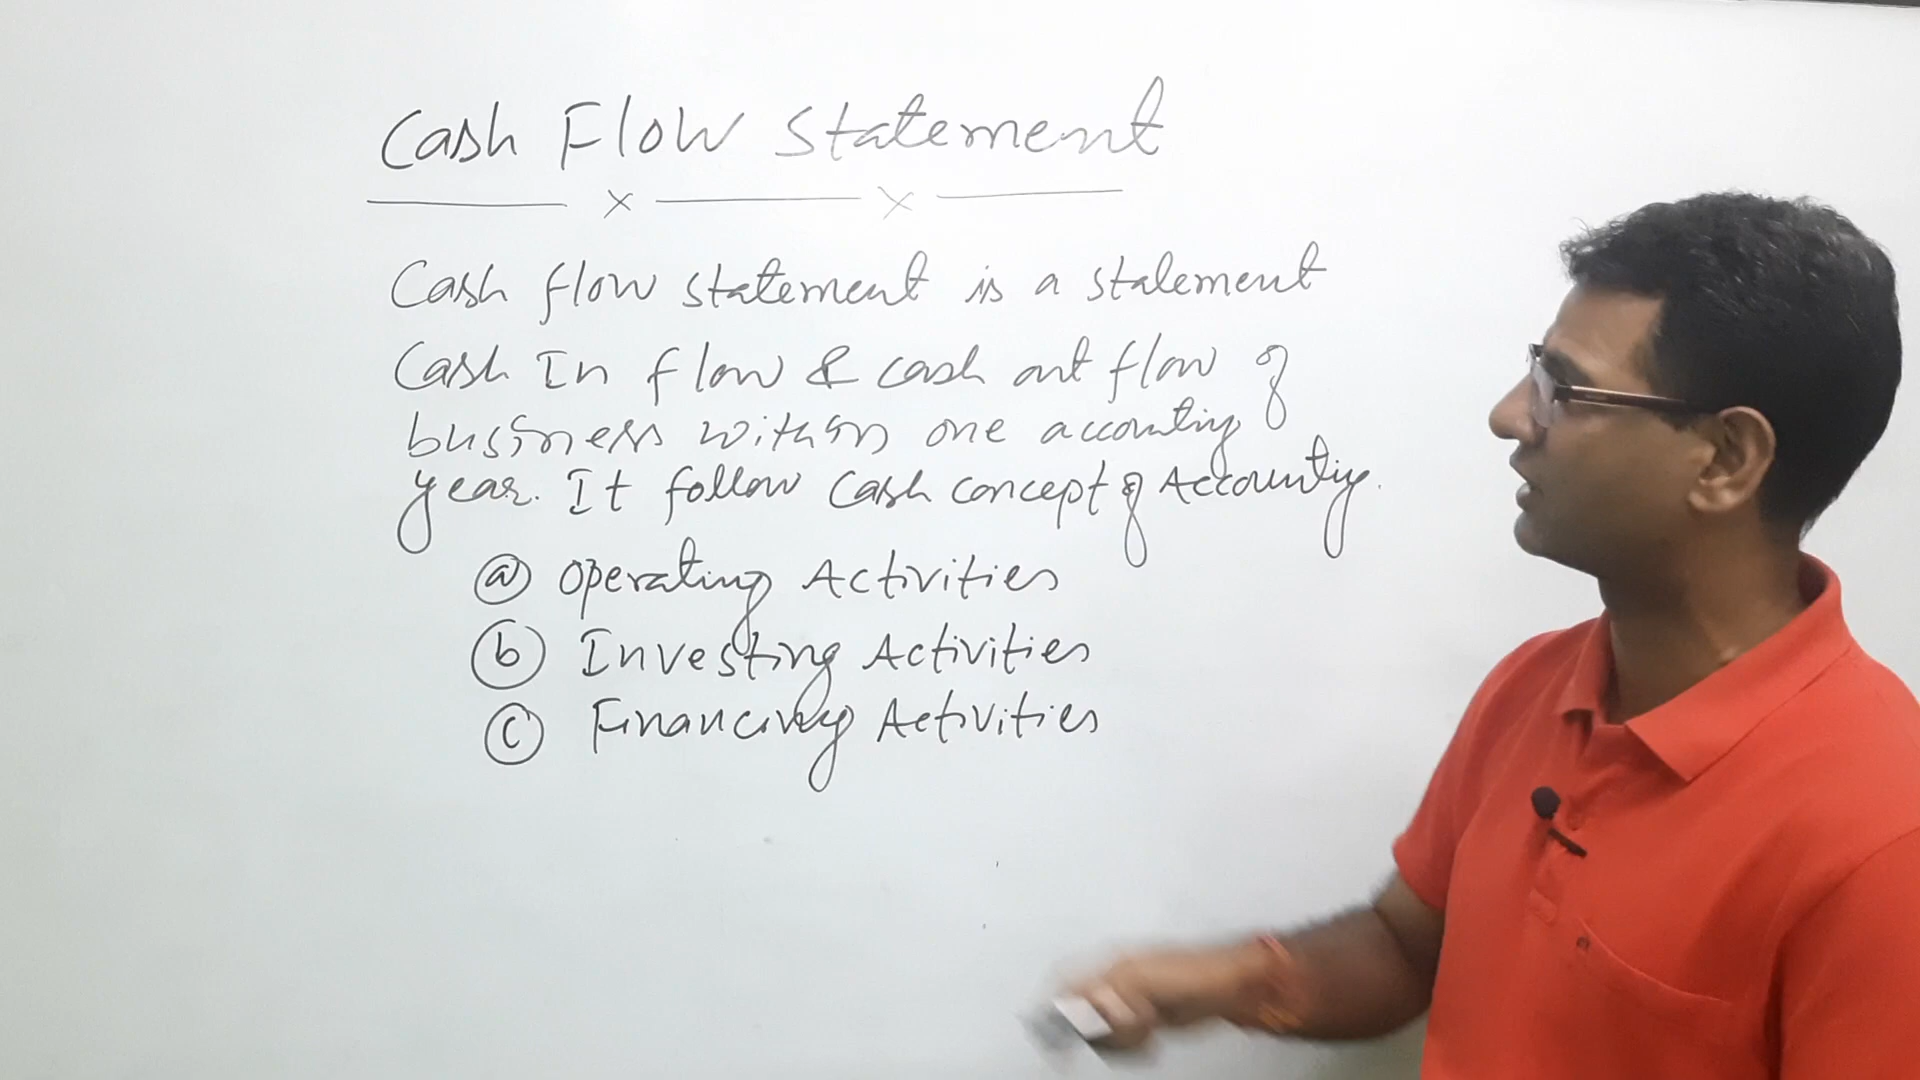 Cash Flow Statement
Cash flow statement is a statement
Cash In flow & cash out flow of
business within one accounting
year. It follow Cash concept of Accounting.
(a) Operating Activities
(b) Investing Activities
(c) Financing Activities